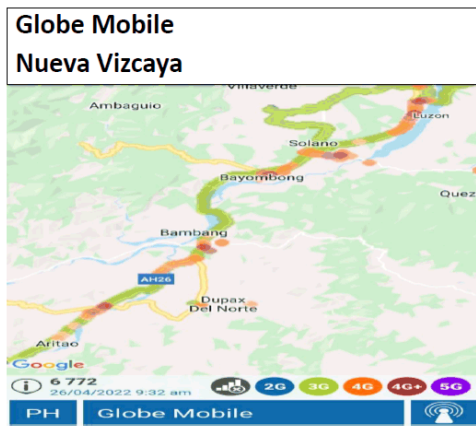 Globe Mobile
Nueva Vizcaya
Villaverde
Ambaguio
Luzon
Solano
Bayombong
Quez
Bambang
AH26
Dupax
Del Norte
Aritao
Google
6 772
26/04/2022 9:32 am
2G 3G 4G 4G+ 5G
PH Globe Mobile